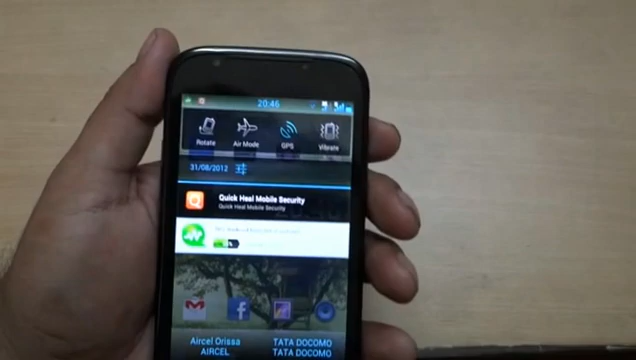 20:46
Rotate Air Mode GPS Vibrate
31/08/2012
Quick Heal Mobile Security
Quick Heal Mobile Security
Aircel Orissa TATA DOCOMO
AIRCEL TATA DOCOMO